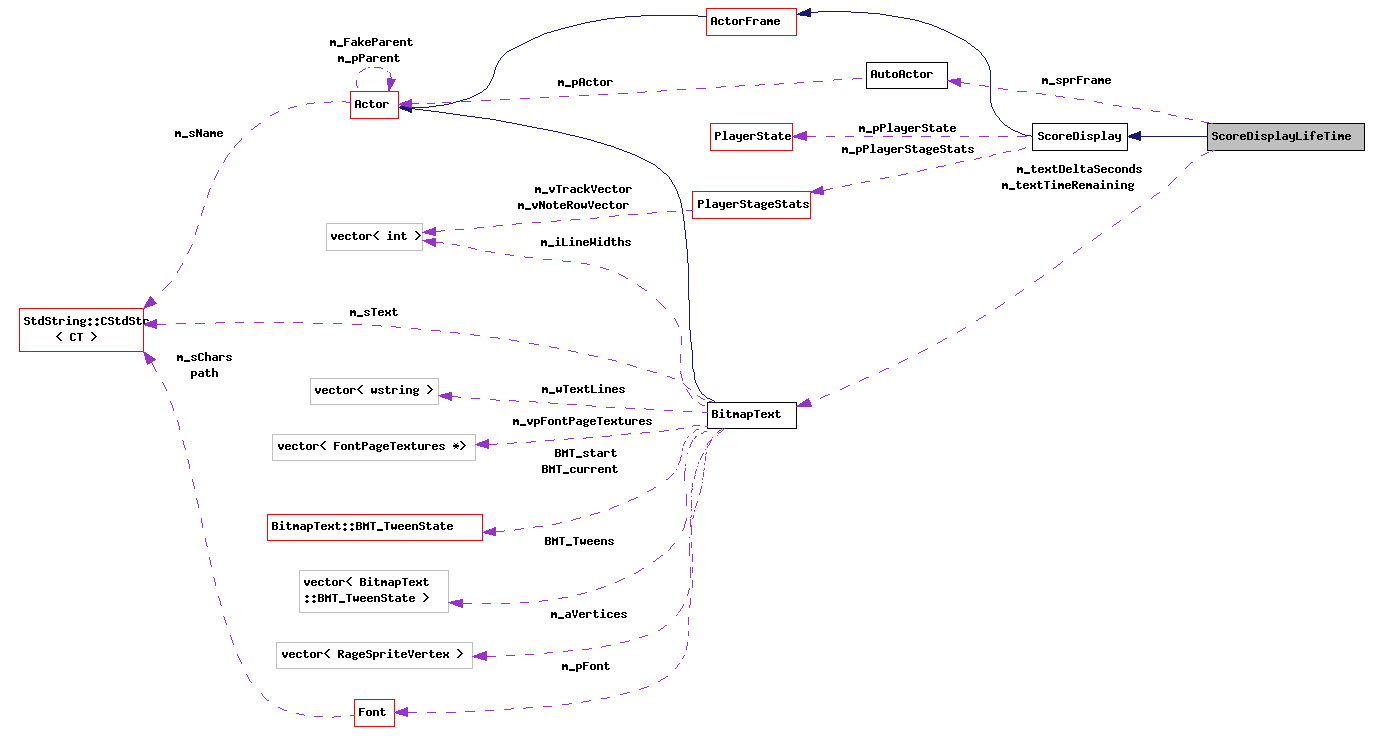 ActorFrame
m_FakeParent
m_pParent
AutoActor
m_sprFrame
m_pActor
Actor
m_sName
PlayerState
m_pPlayerState
ScoreDisplay
ScoreDisplayLifeTime
m_pPlayerStageStats
m_textDeltaSeconds
m_textTimeRemaining
m_vTrackVector
m_vNoteRowVector
PlayerStageStats
vector< int >
m_iLineWidths
StdString::CStdStr
< CT >
m_sText
m_sChars
path
vector< wstring >
m_wTextLines
BitmapText
m_vpFontPageTextures
vector< FontPageTextures *>
BMT_start
BMT_current
BitmapText::BMT_TweenState
BMT_Tweens
vector< BitmapText
::BMT_TweenState >
m_aVertices
vector< RageSpriteVertex >
m_pFont
Font